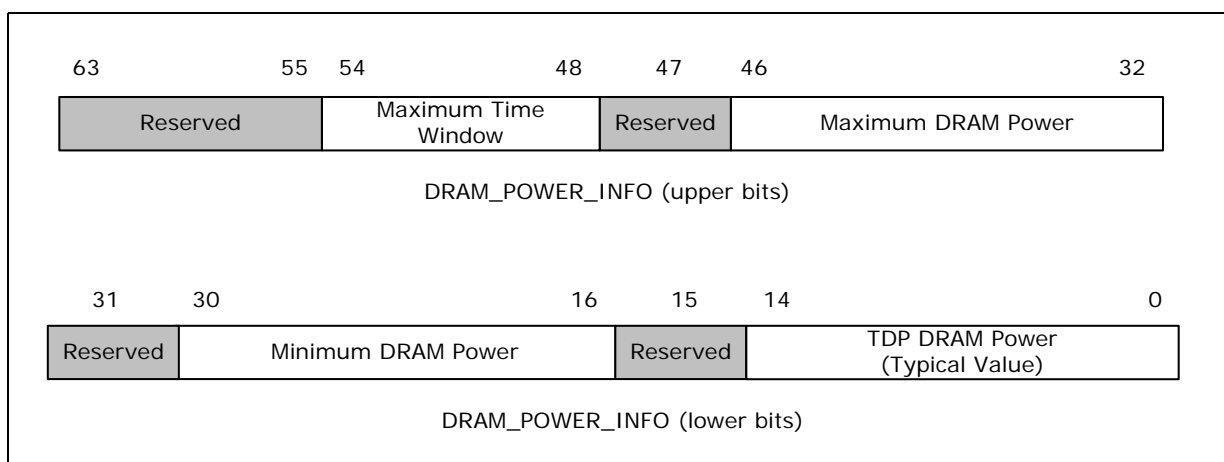 63 55 54 48 47 46 32
Reserved
Maximum Time
Window
Reserved
Maximum DRAM Power
DRAM_POWER_INFO (upper bits)
31 30 16 15 14 0
Reserved
Minimum DRAM Power
Reserved
TDP DRAM Power
(Typical Value)
DRAM_POWER_INFO (lower bits)